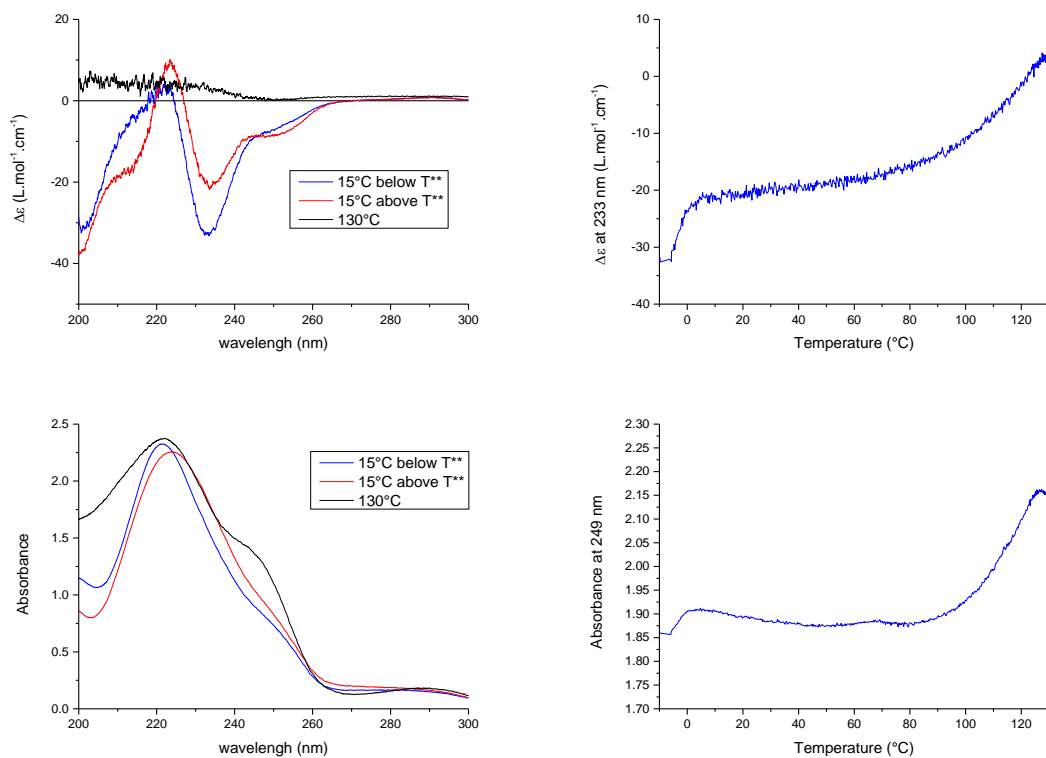 20
0
-20
-40
Δε (L.mol⁻¹.cm⁻¹)
15°C below T**
15°C above T**
130°C
200 220 240 260 280 300
wavelengh (nm)
10
0
-10
-20
-30
-40
Δε at 233 nm (L.mol⁻¹.cm⁻¹)
0 20 40 60 80 100 120
Temperature (°C)
2.5
2.0
1.5
1.0
0.5
0.0
Absorbance
15°C below T**
15°C above T**
130°C
200 220 240 260 280 300
wavelengh (nm)
2.30
2.25
2.20
2.15
2.10
2.05
2.00
1.95
1.90
1.85
1.80
1.75
1.70
Absorbance at 249 nm
0 20 40 60 80 100 120
Temperature (°C)